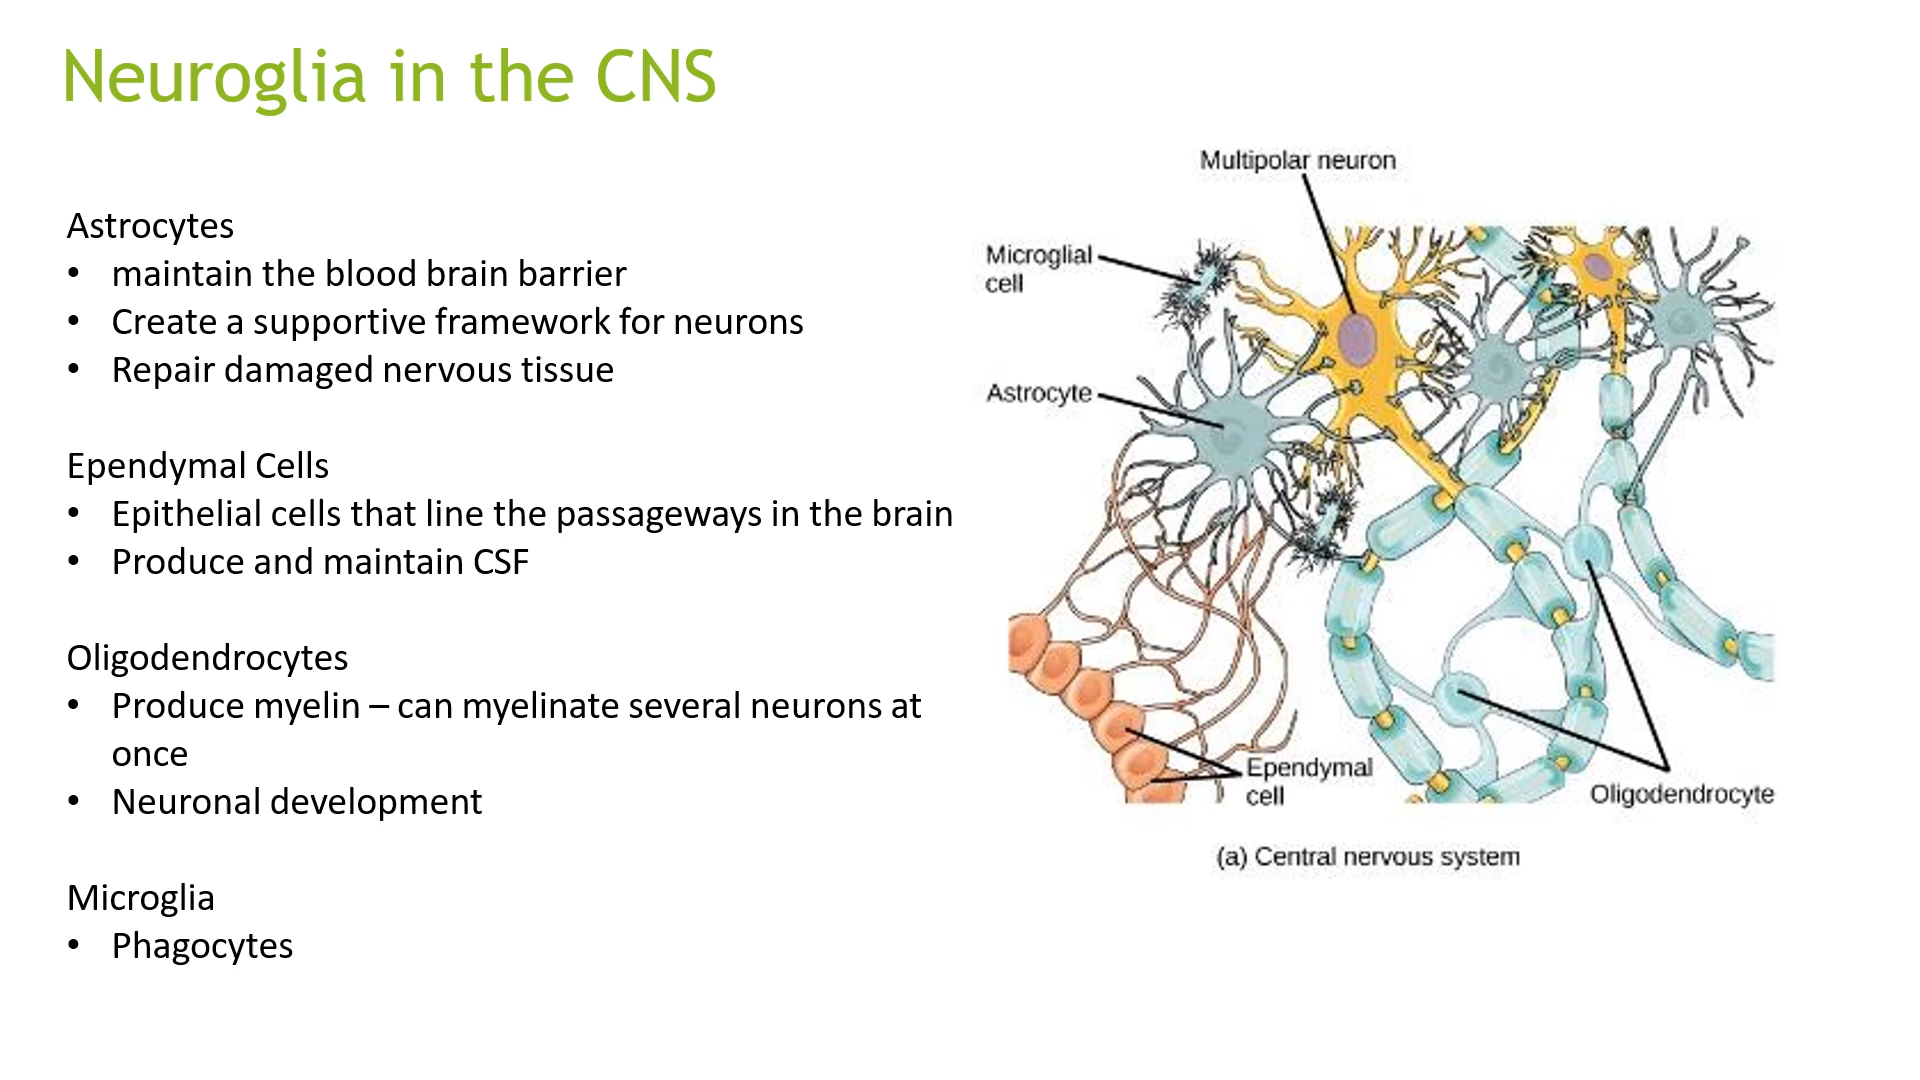 Neuroglia in the CNS
Astrocytes
• maintain the blood brain barrier
• Create a supportive framework for neurons
• Repair damaged nervous tissue
Ependymal Cells
• Epithelial cells that line the passageways in the brain
• Produce and maintain CSF
Oligodendrocytes
• Produce myelin – can myelinate several neurons at
once
• Neuronal development
Microglia
• Phagocytes
Multipolar neuron
Microglial
cell
Astrocyte
Ependymal
cell
Oligodendrocyte
(a) Central nervous system